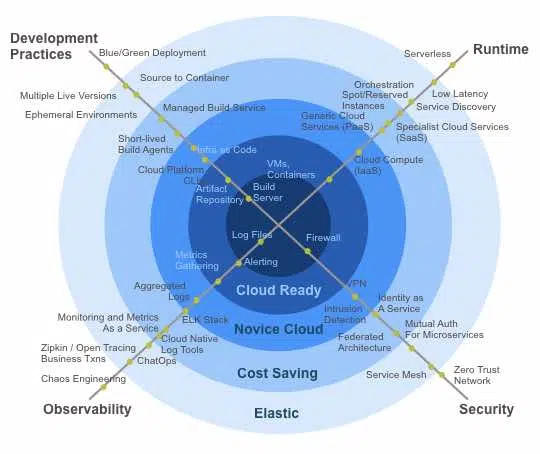 Development
Practices
Blue/Green Deployment
Source to Container
Multiple Live Versions
Managed Build Service
Ephemeral Environments
Short-lived
Build Agents
Infra as Code
Cloud Platform
CLIs
Artifact
Repository
Build
Server
Runtime
Serverless
Orchestration
Low Latency
Spot/Reserved
Instances
Service Discovery
Generic Cloud
Services (PaaS)
Specialist Cloud Services
(SaaS)
Cloud Compute
(IaaS)
VMs,
Containers
Log Files
Alerting
Metrics
Gathering
Aggregated
Logs
ELK Stack
Monitoring and Metrics
As a Service
Cloud Native
Log Tools
Zipkin / Open Tracing
Business Txns
ChatOps
Chaos Engineering
Observability
Firewall
VPN
Intrusion
Detection
Identity as
A Service
Federated
Architecture
Mutual Auth
For Microservices
Service Mesh
Zero Trust
Network
Security
Cloud Ready
Novice Cloud
Cost Saving
Elastic